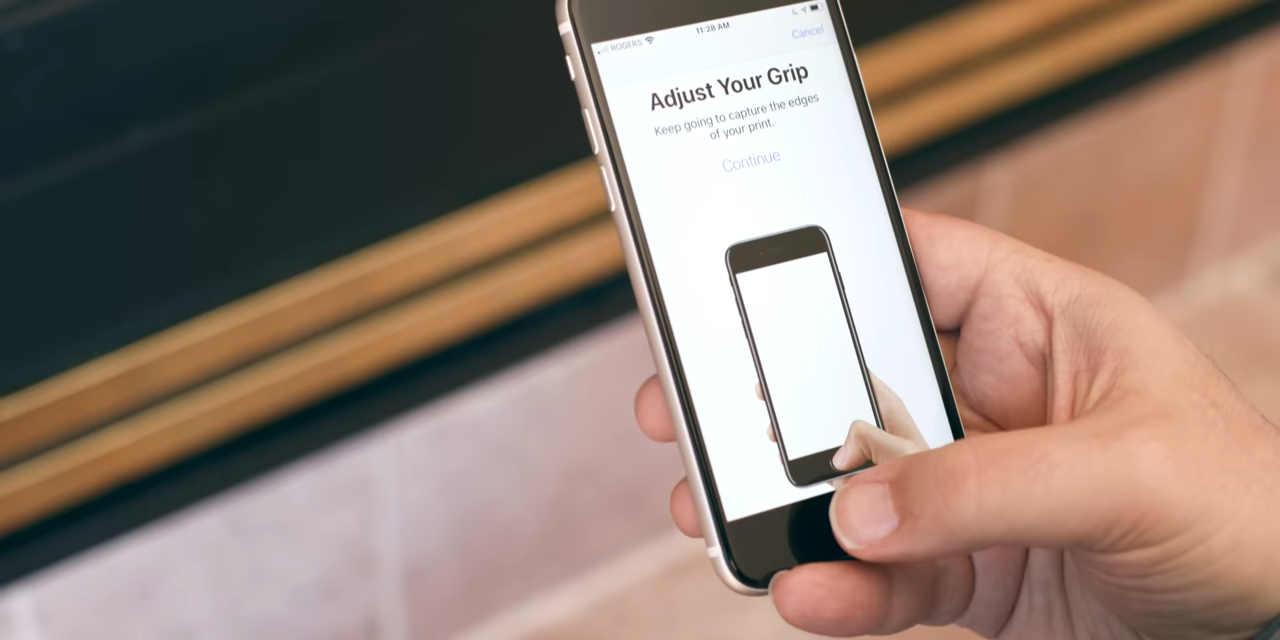 ROGERS 11:28 AM
Cancel
Adjust Your Grip
Keep going to capture the edges
of your print.
Continue